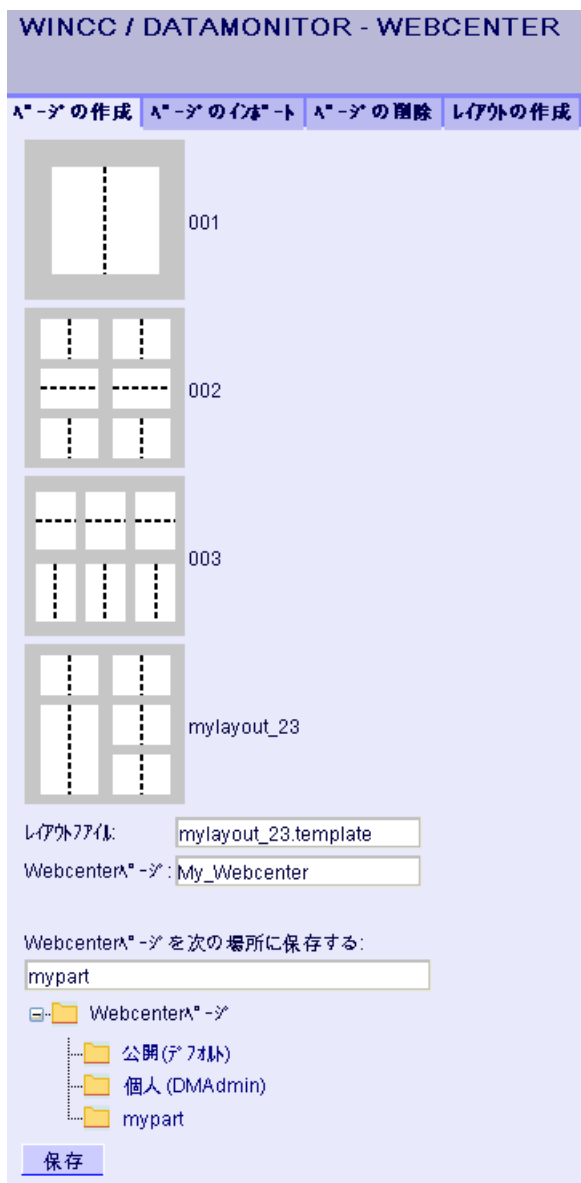 WINCC / DATAMONITOR - WEBCENTER
ﾍﾟｰｼﾞの作成 ﾍﾟｰｼﾞのｲﾝﾎﾟｰﾄ ﾍﾟｰｼﾞの削除 ﾚｲｱｳﾄの作成
001
002
003
mylayout_23
ﾚｲｱｳﾄﾌｧｲﾙ: mylayout_23.template
Webcenterﾍﾟｰｼﾞ: My_Webcenter
Webcenterﾍﾟｰｼﾞを次の場所に保存する:
mypart
Webcenterﾍﾟｰｼﾞ
公開(ﾃﾞﾌｫﾙﾄ)
個人 (DMAdmin)
mypart
保存